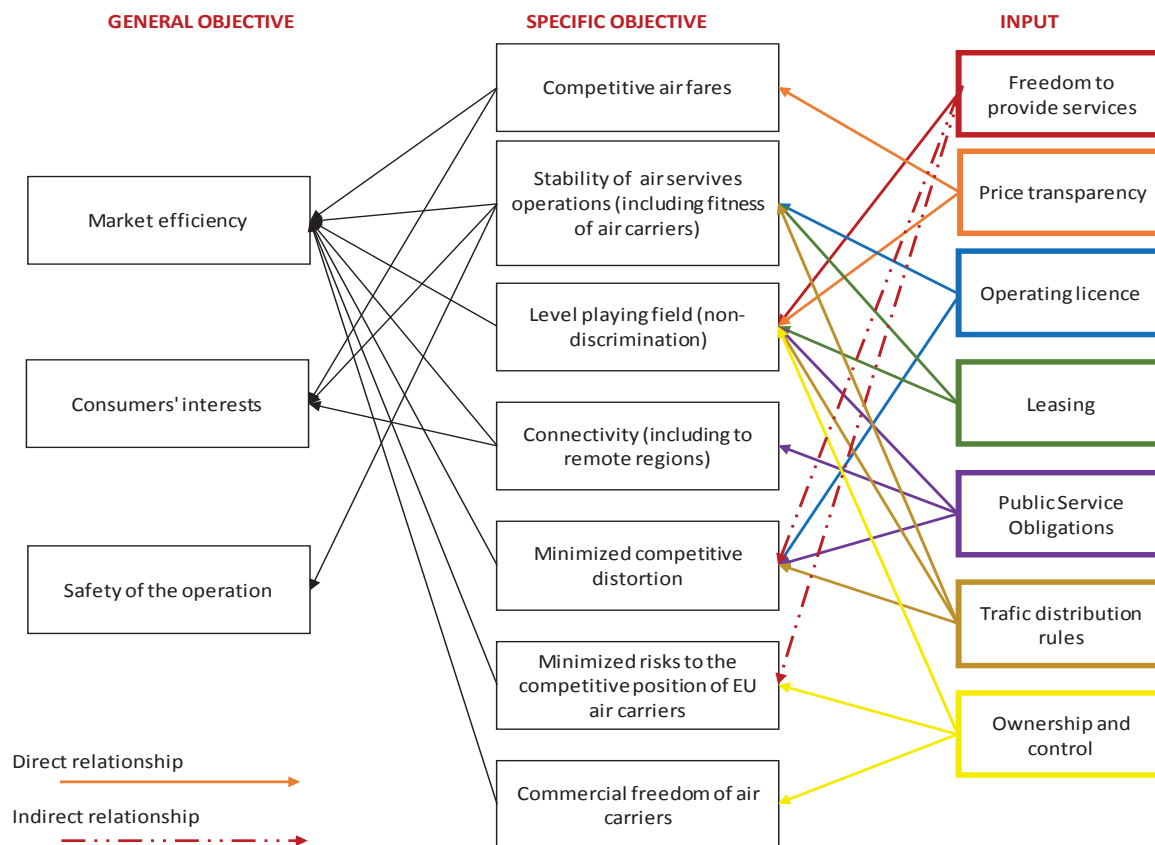 GENERAL OBJECTIVE
SPECIFIC OBJECTIVE
INPUT
Market efficiency
Consumers' interests
Safety of the operation
Competitive air fares
Stability of air servives
operations (including fitness
of air carriers)
Level playing field (non-
discrimination)
Connectivity (including to
remote regions)
Minimized competitive
distortion
Minimized risks to the
competitive position of EU
air carriers
Commercial freedom of air
carriers
Freedom to
provide services
Price transparency
Operating licence
Leasing
Public Service
Obligations
Trafic distribution
rules
Ownership and
control
Direct relationship
Indirect relationship